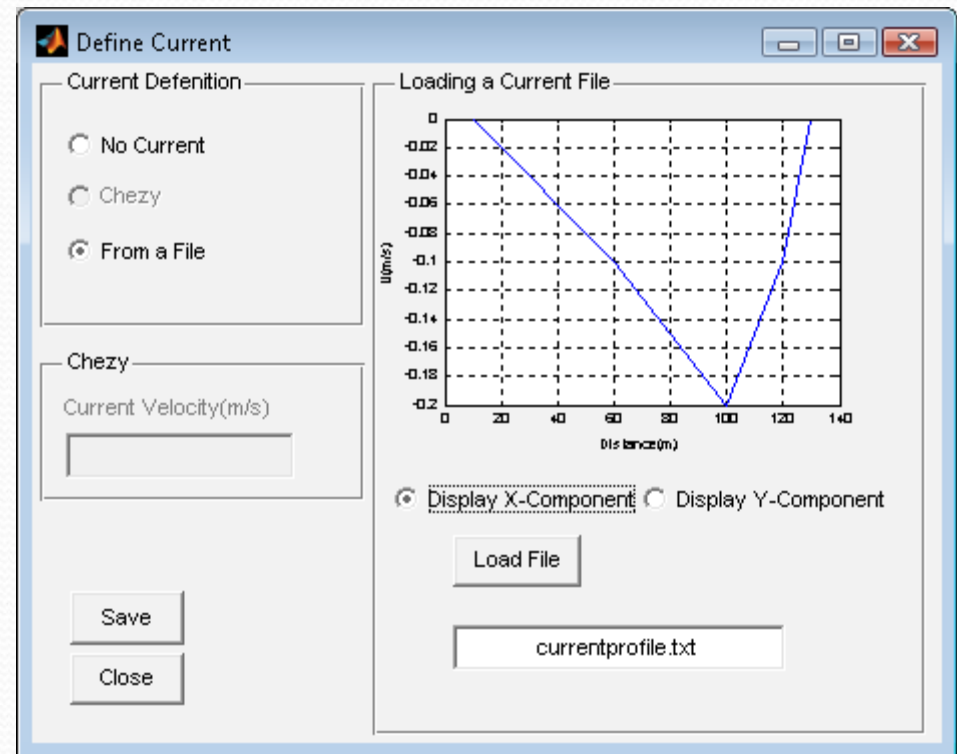 Define Current
Current Defenition
No Current
Chezy
From a File
Chezy
Current Velocity(m/s)
Save
Close
Loading a Current File
0
-0.02
-0.04
-0.06
-0.08
-0.1
-0.12
-0.14
-0.16
-0.18
-0.2
U(m/s)
0 20 40 60 80 100 120 140
Distance(m)
Display X-Component Display Y-Component
Load File
currentprofile.txt